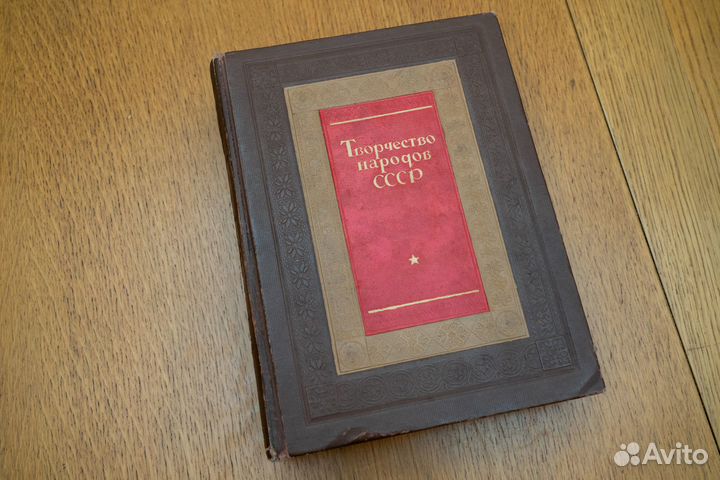 Творчество
народов
СССР
Avito